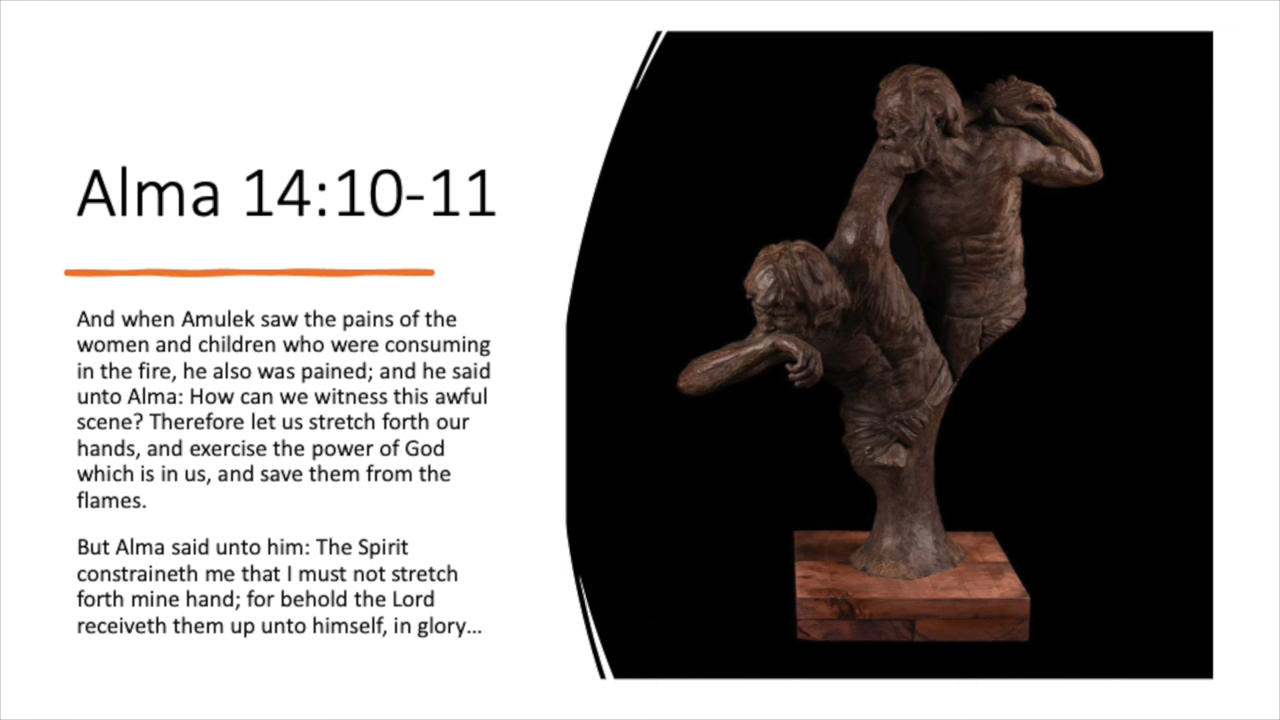 Alma 14:10-11
And when Amulek saw the pains of the
women and children who were consuming
in the fire, he also was pained; and he said
unto Alma: How can we witness this awful
scene? Therefore let us stretch forth our
hands, and exercise the power of God
which is in us, and save them from the
flames.
But Alma said unto him: The Spirit
constraineth me that I must not stretch
forth mine hand; for behold the Lord
receiveth them up unto himself, in glory…